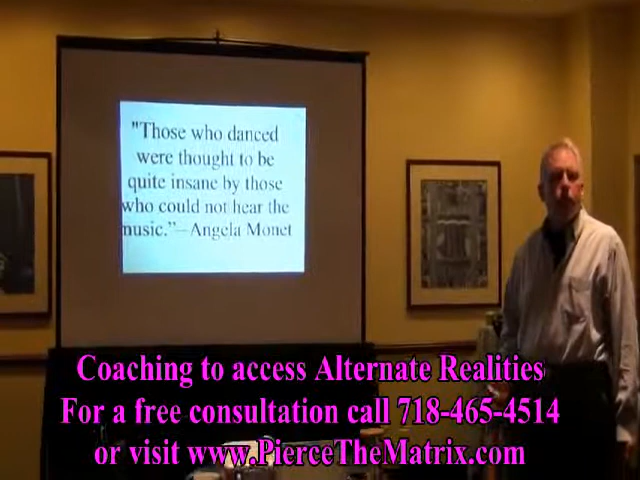 "Those who danced
were thought to be
quite insane by those
who could not hear the
music."—Angela Monet
Coaching to access Alternate Realities
For a free consultation call 718-465-4514
or visit www.PierceTheMatrix.com